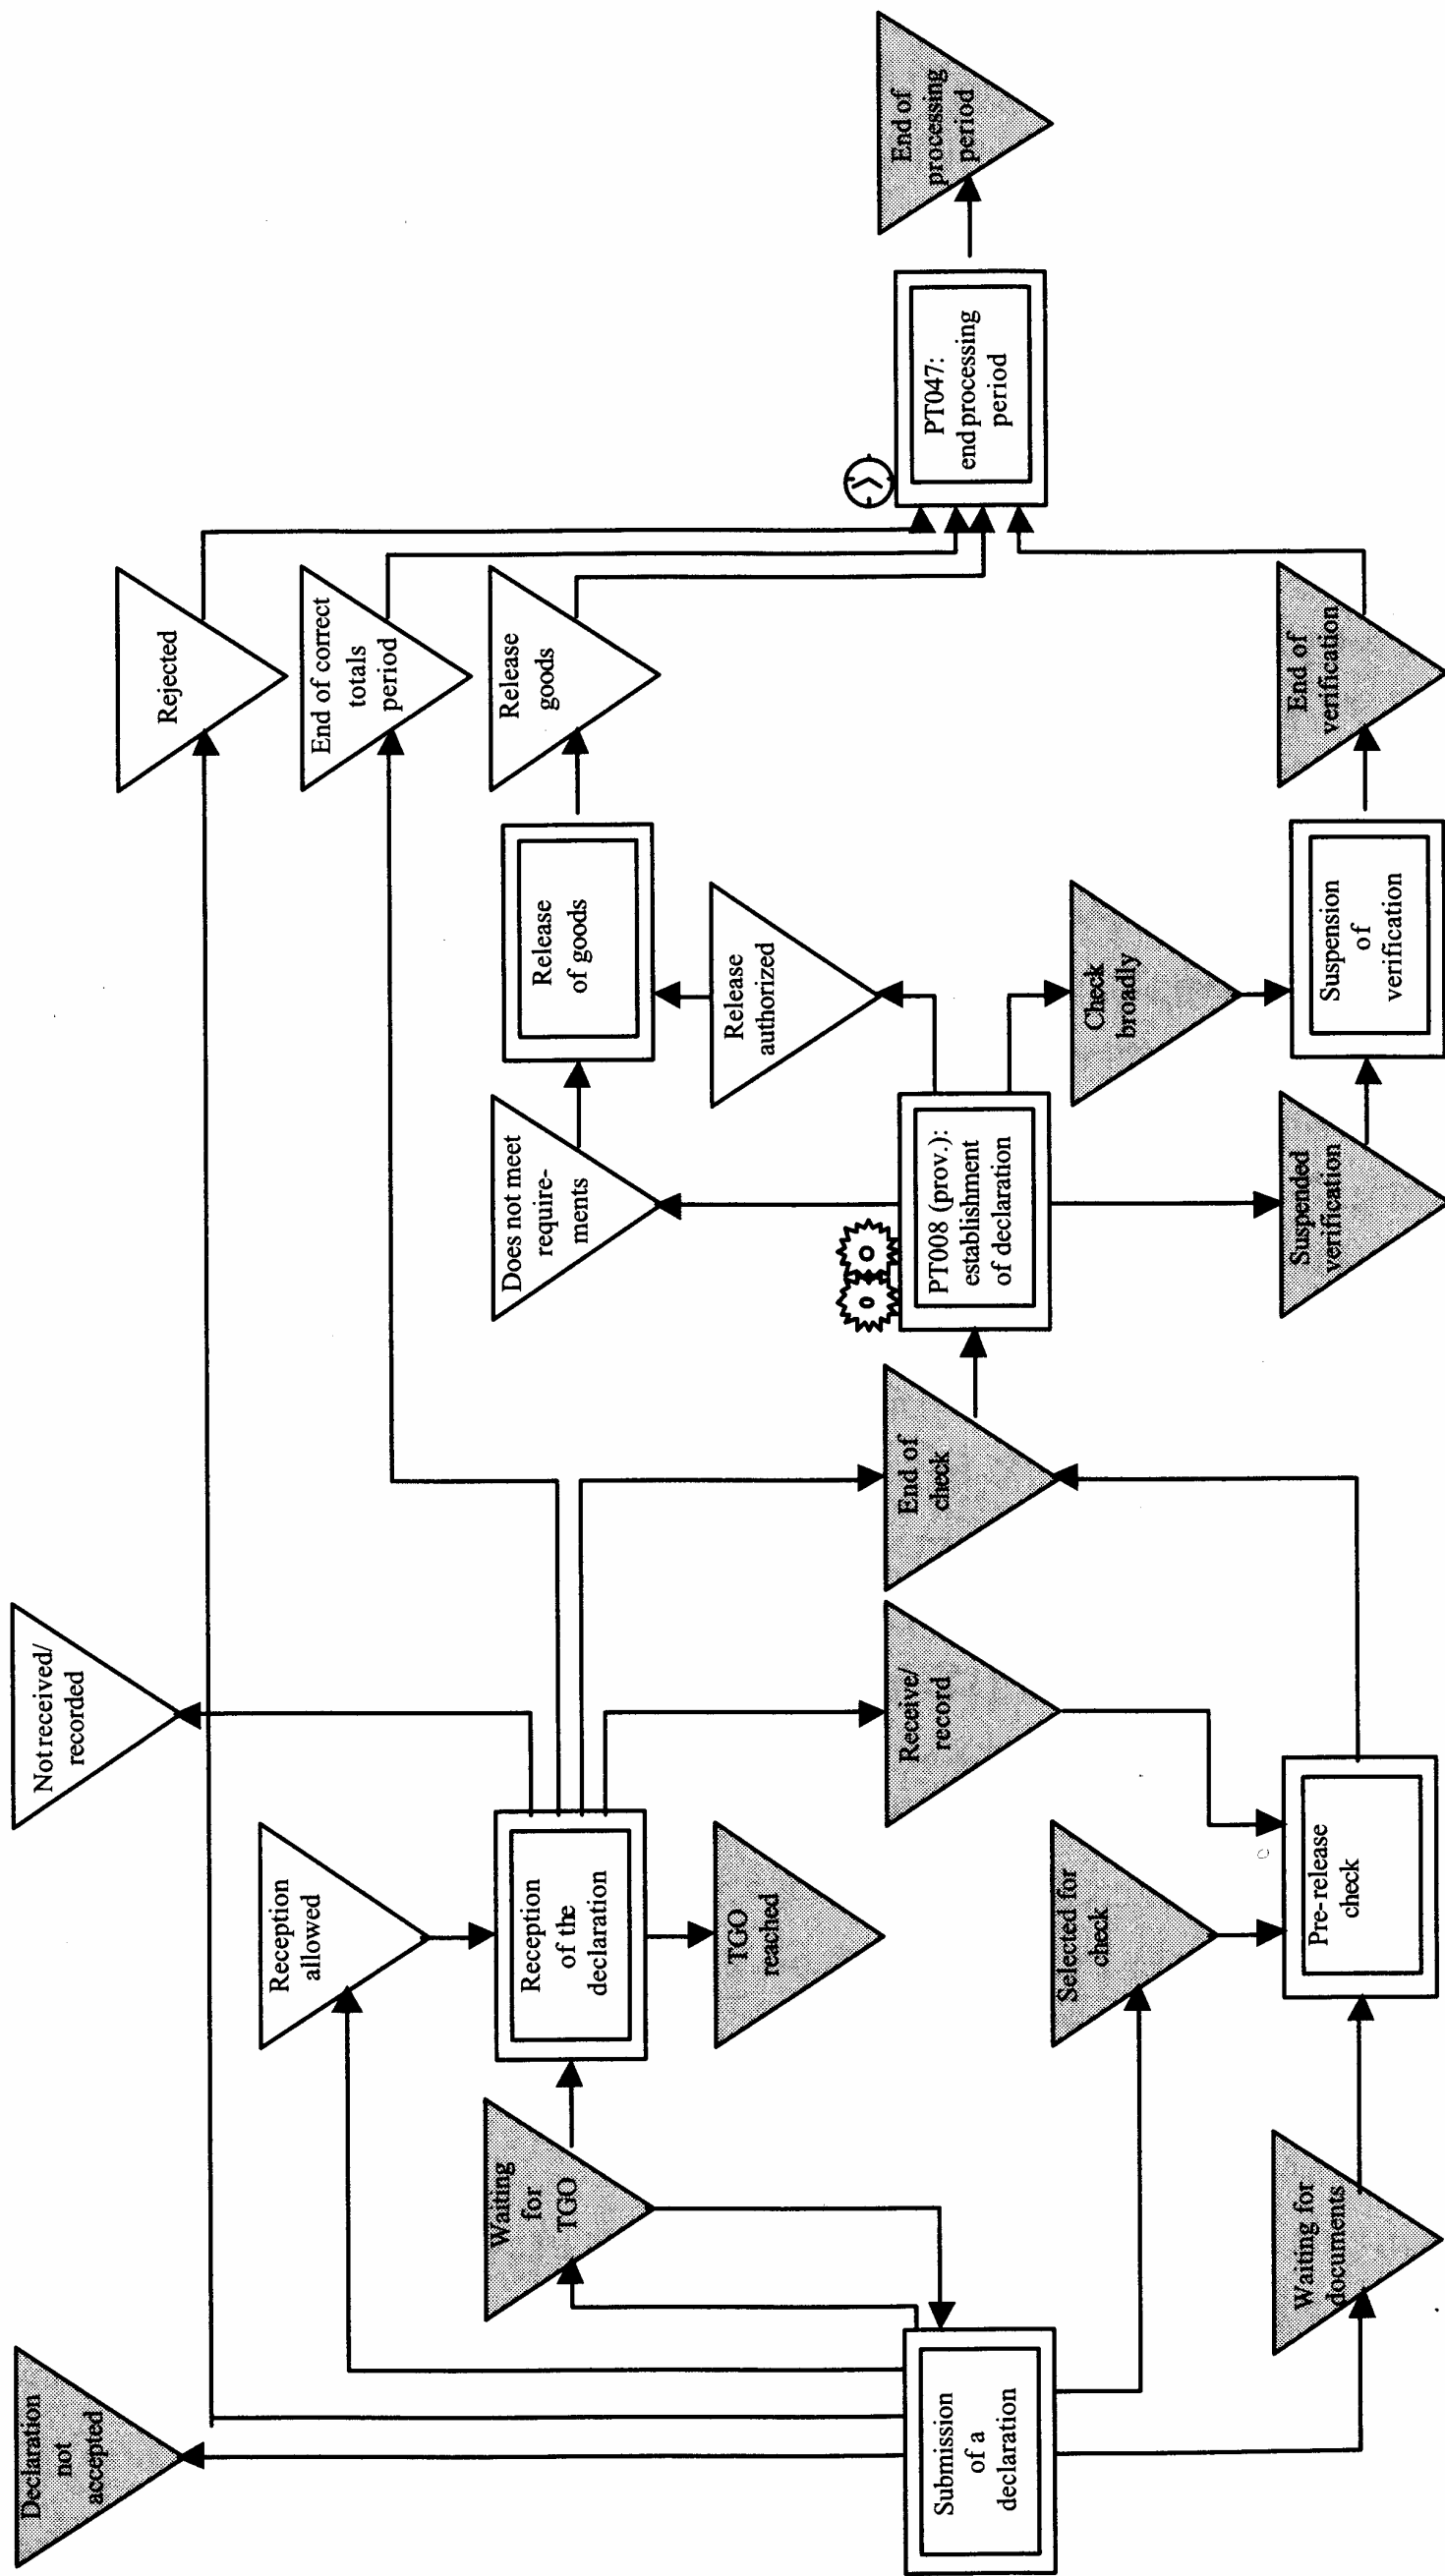 Declaration
not
accepted
Not received/
recorded
Rejected
Reception
allowed
End of correct
totals
period
Waiting
for
TGO
Reception
of the
declaration
Does not meet
require-
ments
Release
of goods
Release
goods
TGO
reached
Release
authorized
Submission
of a
declaration
Receive/
record
End of
check
PT008 (prov.):
establishment
of declaration
PT047:
end processing
period
End of
processing
period
Selected for
check
Check
broadly
Waiting for
documents
Pre-release
check
Suspended
verification
Suspension
of
verification
End of
verification